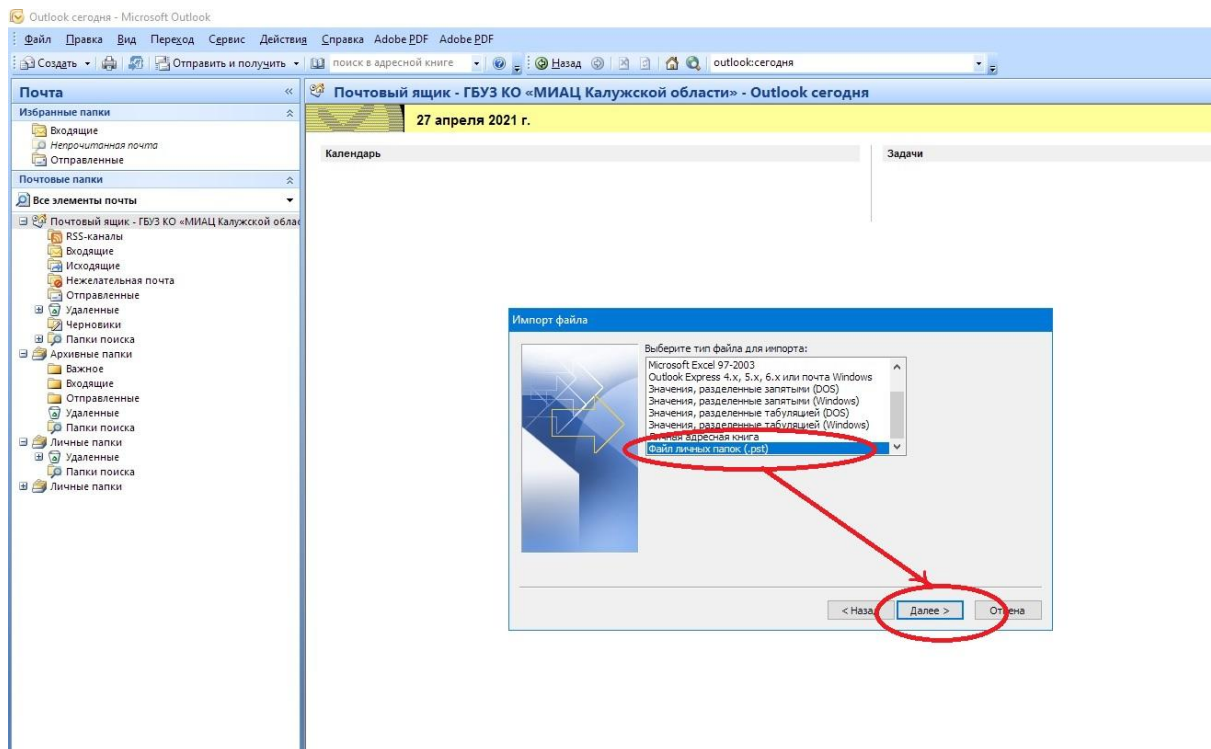 Outlook сегодня - Microsoft Outlook
Файл Правка Вид Переход Сервис Действия Справка Adobe PDF Adobe PDF
Создать Отправить и получить поиск в адресной книге Назад outlook:сегодня
Почта «
Почтовый ящик - ГБУЗ КО «МИАЦ Калужской области» - Outlook сегодня
Избранные папки
Входящие
Непрочитанная почта
Отправленные
Почтовые папки
Все элементы почты
Почтовый ящик - ГБУЗ КО «МИАЦ Калужской облас
RSS-каналы
Входящие
Исходящие
Нежелательная почта
Отправленные
Удаленные
Черновики
Папки поиска
Архивные папки
Важное
Входящие
Отправленные
Удаленные
Папки поиска
Личные папки
Удаленные
Папки поиска
Личные папки
27 апреля 2021 г.
Календарь Задачи
Импорт файла
Выберите тип файла для импорта:
Microsoft Excel 97-2003
Outlook Express 4.x, 5.x, 6.x или почта Windows
Значения, разделенные запятыми (DOS)
Значения, разделенные запятыми (Windows)
Значения, разделенные табуляцией (DOS)
Значения, разделенные табуляцией (Windows)
Личная адресная книга
Файл личных папок (.pst)
< Назад Далее > Отмена